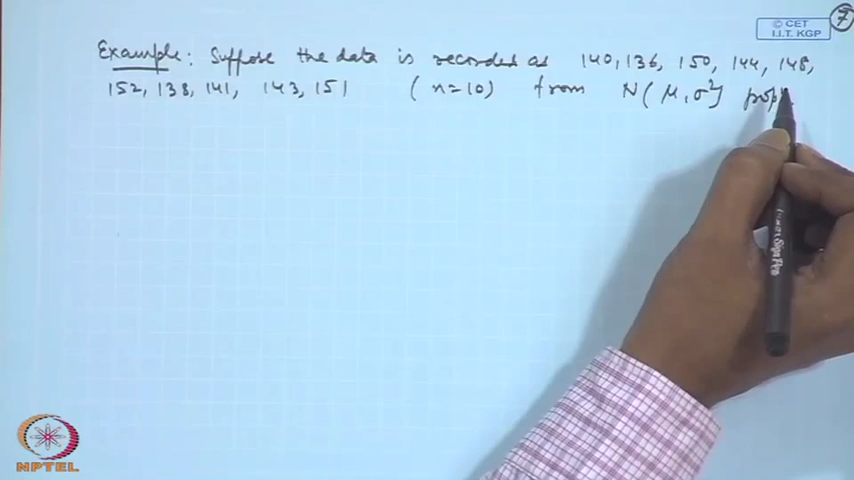 7
© CET
I.I.T. KGP
Example: Suppose the data is recorded as 140, 136, 150, 144, 148,
152, 138, 141, 143, 151 (n=10) from N(μ, σ²) pop
NPTEL